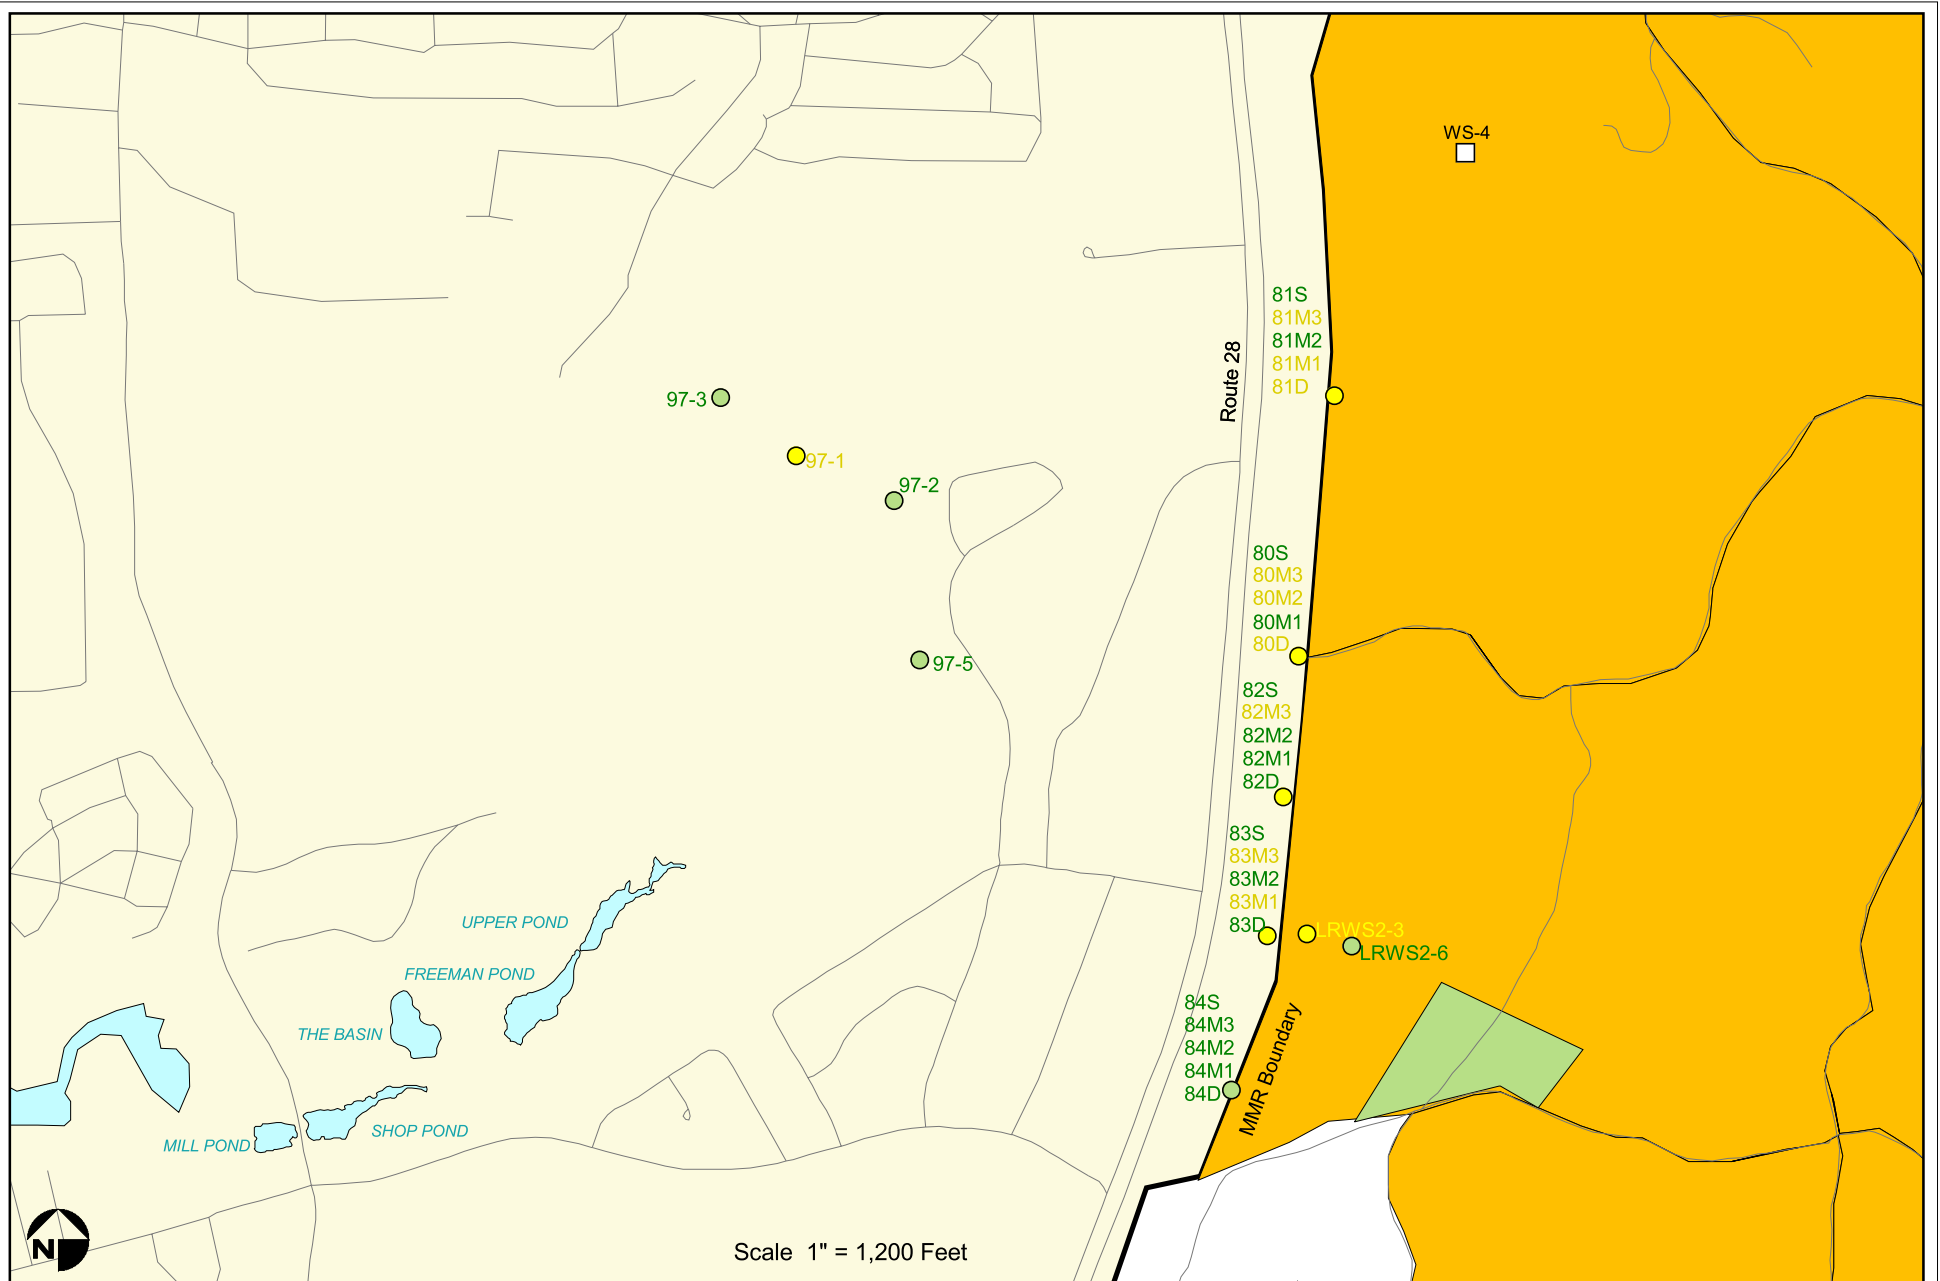 WS-4
81S
81M3
81M2
81M1
81D
Route 28
97-3
97-1
97-2
80S
80M3
80M2
80M1
80D
97-5
82S
82M3
82M2
82M1
82D
83S
83M3
83M2
83M1
83D
LRWS2-3
LRWS2-6
UPPER POND
FREEMAN POND
THE BASIN
84S
84M3
84M2
84M1
84D
MMR Boundary
SHOP POND
MILL POND
N
Scale 1" = 1,200 Feet